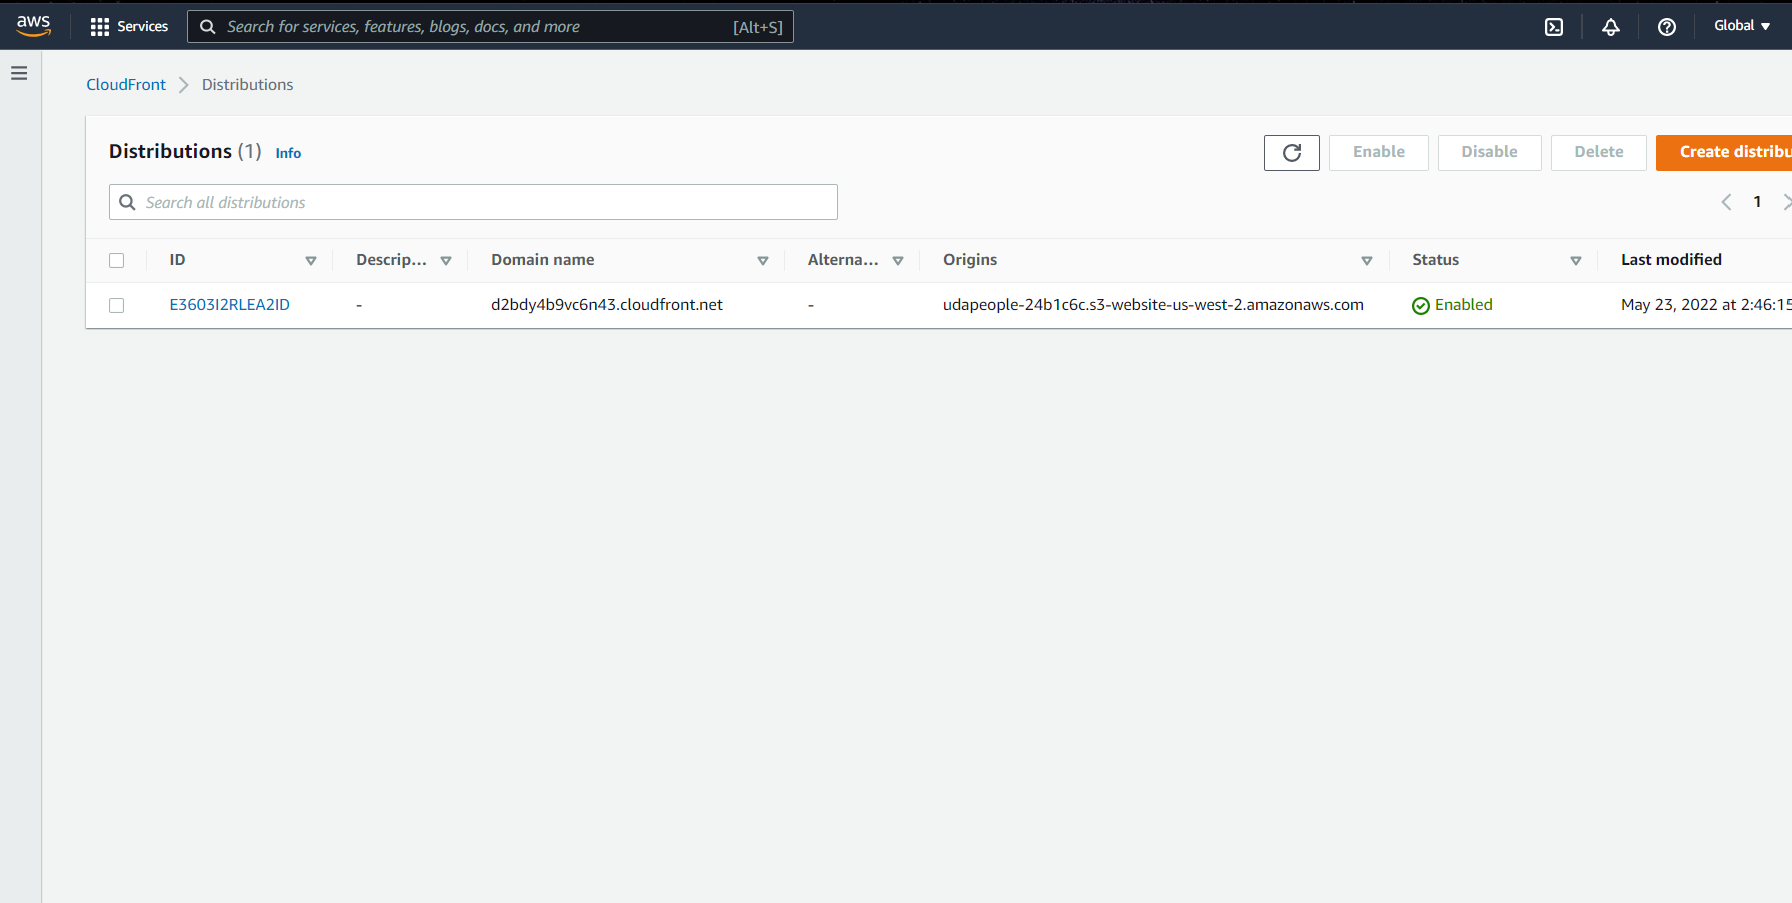 aws Services Search for services, features, blogs, docs, and more [Alt+S] Global
CloudFront Distributions
Distributions (1) Info Enable Disable Delete Create distribu
Search all distributions 1
ID Descrip... Domain name Alterna... Origins Status Last modified
E3603I2RLEA2ID - d2bdy4b9vc6n43.cloudfront.net - udapeople-24b1c6c.s3-website-us-west-2.amazonaws.com Enabled May 23, 2022 at 2:46:15